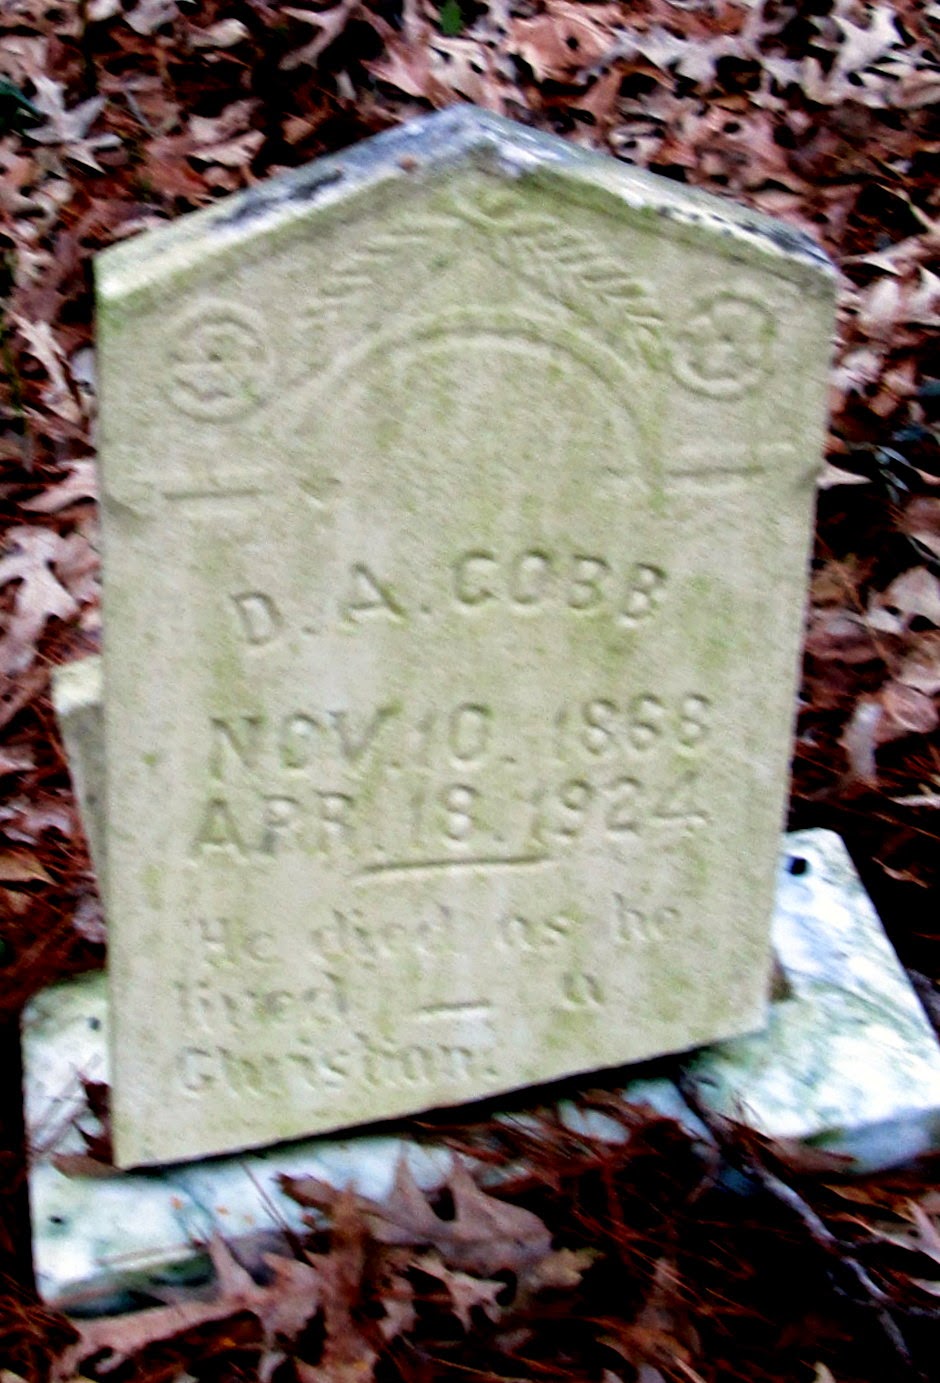 D. A. COBB
NOV. 10. 1868
APR. 18. 1924
He died as he
lived — a
Christian.